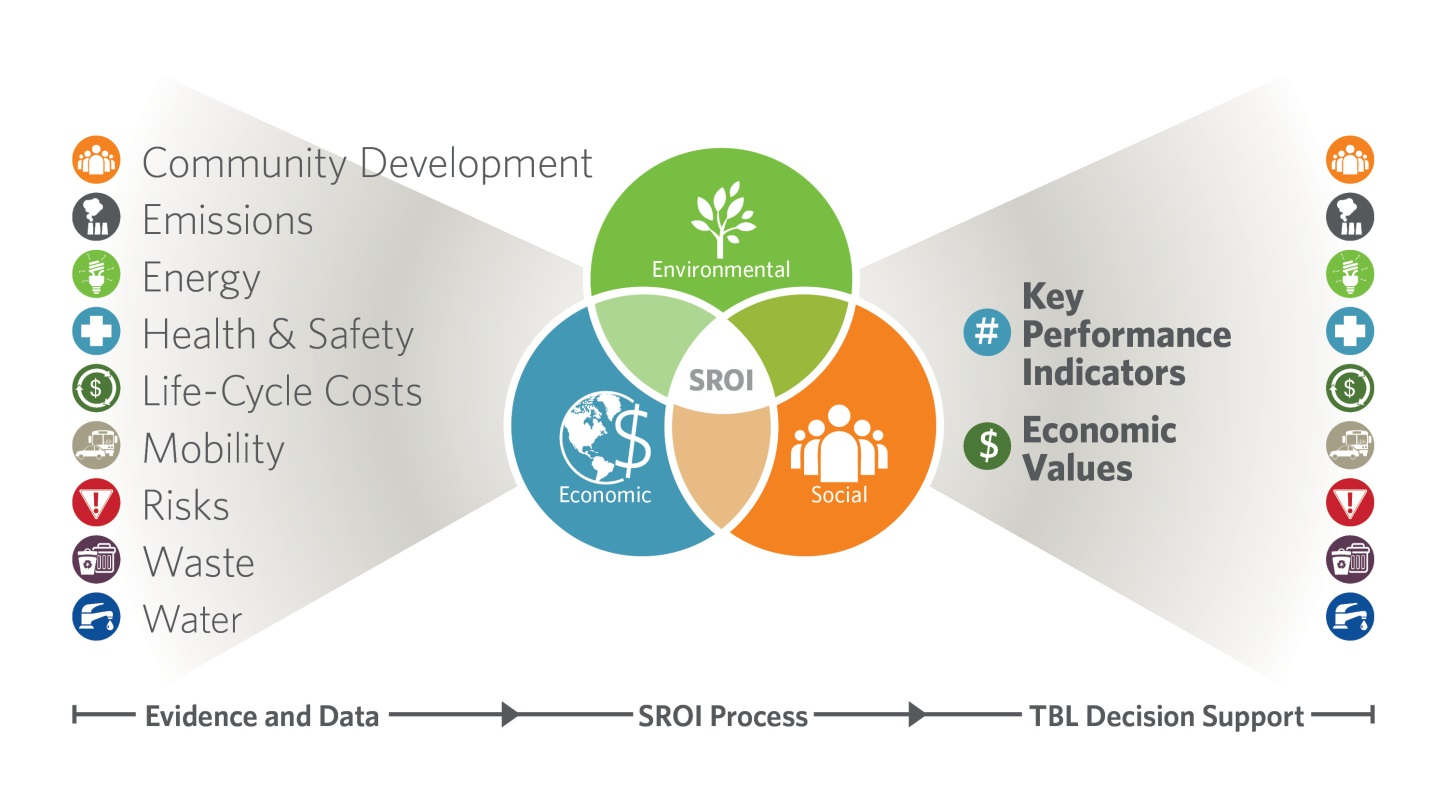 Community Development
Emissions
Energy
Health & Safety
Life-Cycle Costs
$
Mobility
Risks
!
Waste
Water
Environmental
SROI
$
Economic
Social
#
Key
Performance
Indicators
$
Economic
Values
$
!
Evidence and Data
SROI Process
TBL Decision Support